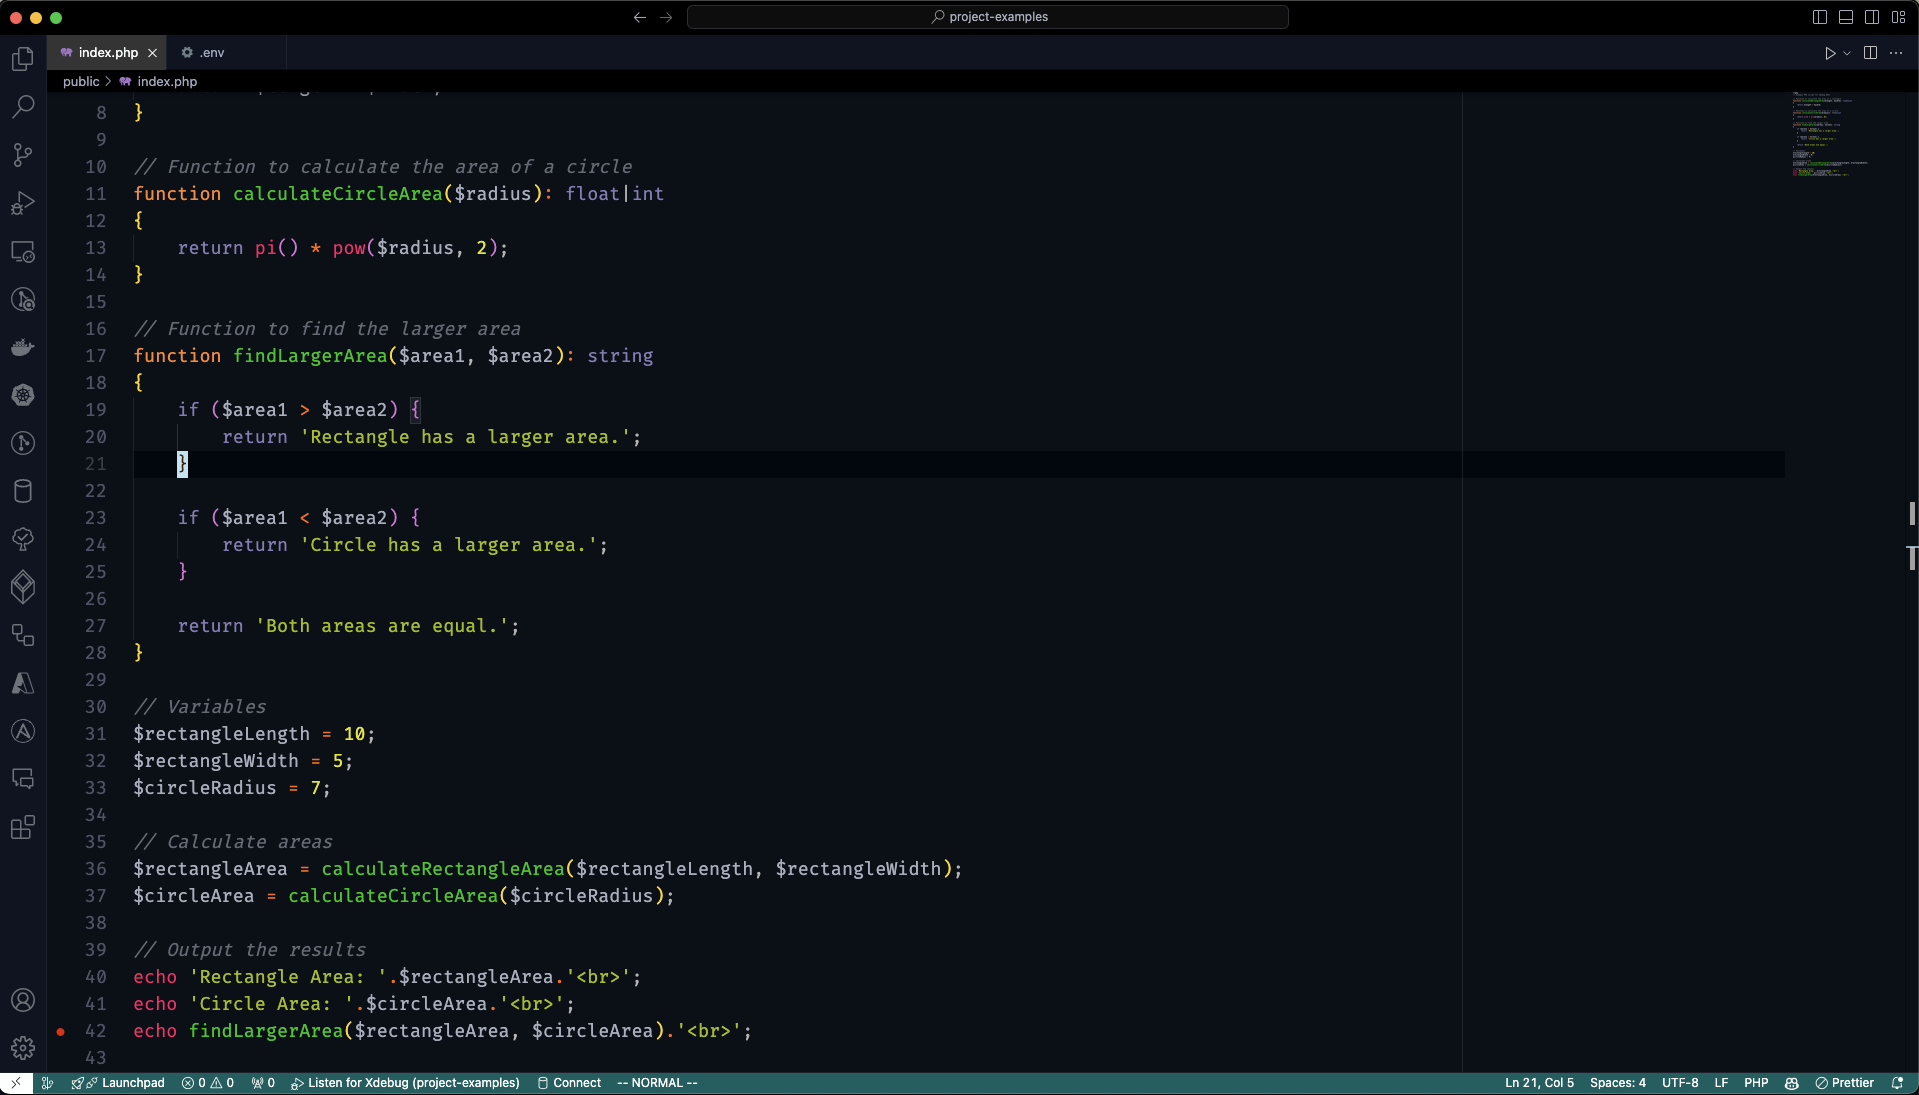 project-examples
index.php
.env
public > index.php
8 }
9
10 // Function to calculate the area of a circle
11 function calculateCircleArea($radius): float|int
12 {
13 return pi() * pow($radius, 2);
14 }
15
16 // Function to find the larger area
17 function findLargerArea($area1, $area2): string
18 {
19 if ($area1 > $area2) {
20 return 'Rectangle has a larger area.';
21 }
22
23 if ($area1 < $area2) {
24 return 'Circle has a larger area.';
25 }
26
27 return 'Both areas are equal.';
28 }
29
30 // Variables
31 $rectangleLength = 10;
32 $rectangleWidth = 5;
33 $circleRadius = 7;
34
35 // Calculate areas
36 $rectangleArea = calculateRectangleArea($rectangleLength, $rectangleWidth);
37 $circleArea = calculateCircleArea($circleRadius);
38
39 // Output the results
40 echo 'Rectangle Area: '.$rectangleArea.'<br>';
41 echo 'Circle Area: '.$circleArea.'<br>';
42 echo findLargerArea($rectangleArea, $circleArea).'<br>';
43
Launchpad 0 0 0 Listen for Xdebug (project-examples) Connect -- NORMAL -- Ln 21, Col 5 Spaces: 4 UTF-8 LF PHP Prettier